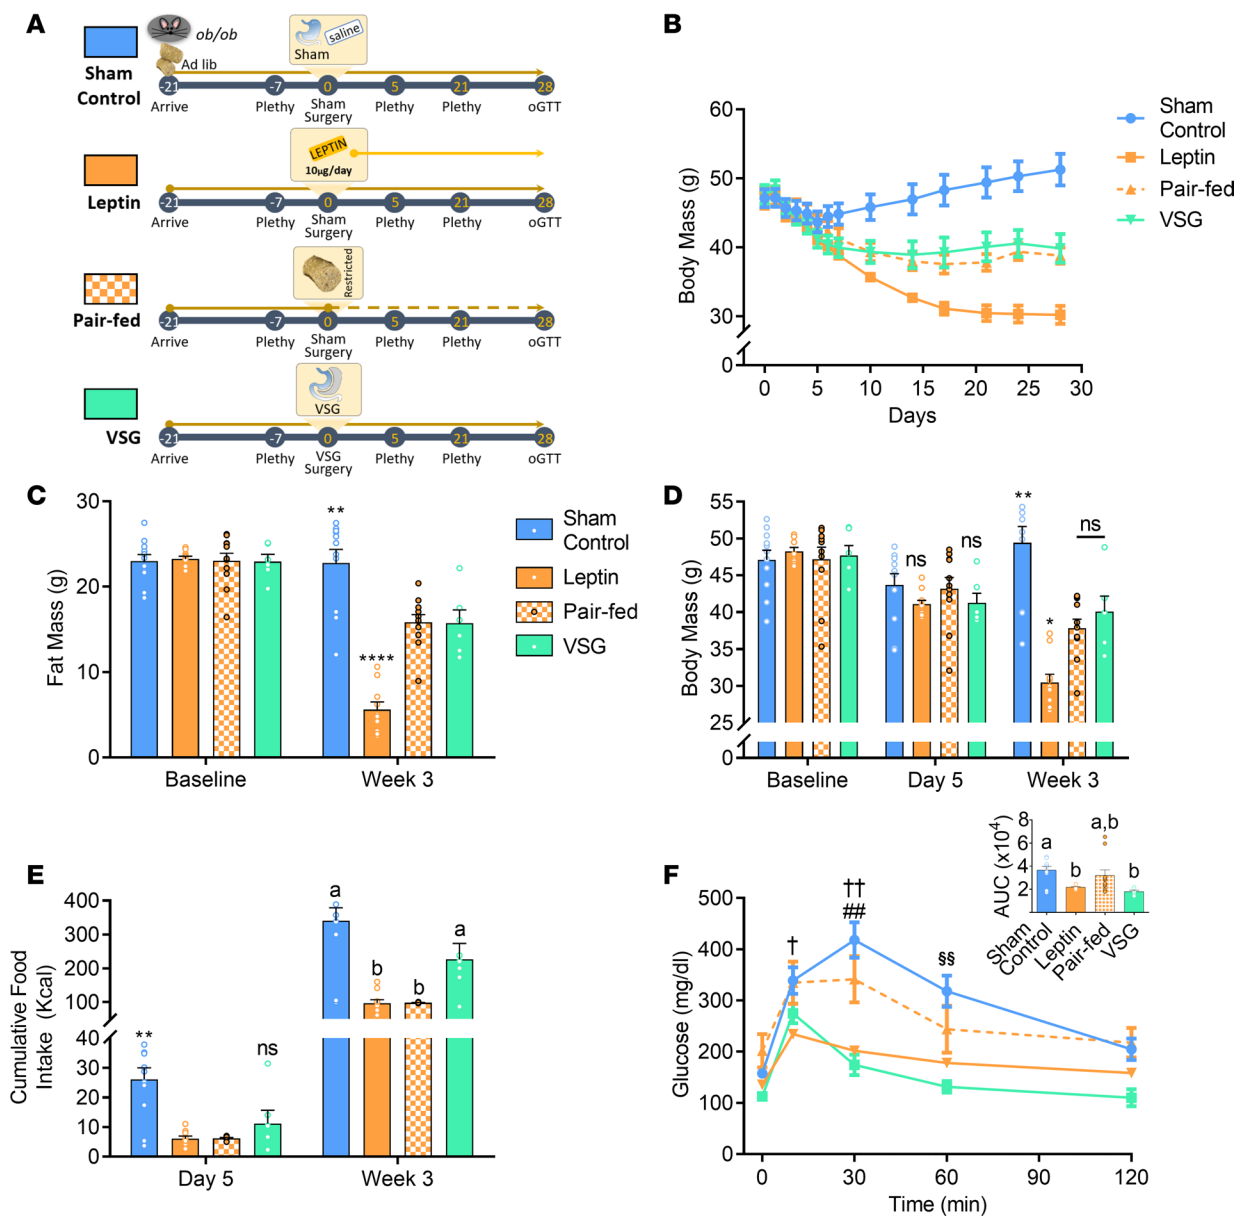 A
ob/ob
Ad lib
Sham
saline
Sham
Control
-21
-7
0
5
21
28
Arrive
Plethy
Sham
Surgery
Plethy
Plethy
oGTT
LEPTIN
10µg/day
Leptin
-21
-7
0
5
21
28
Arrive
Plethy
Sham
Surgery
Plethy
Plethy
oGTT
Restricted
Pair-fed
-21
-7
0
5
21
28
Arrive
Plethy
Sham
Surgery
Plethy
Plethy
oGTT
VSG
VSG
-21
-7
0
5
21
28
Arrive
Plethy
VSG
Surgery
Plethy
Plethy
oGTT
B
Body Mass (g)
60
50
40
30
0
0
5
10
15
20
25
30
Days
Sham
Control
Leptin
Pair-fed
VSG
C
Fat Mass (g)
30
20
10
0
**
****
Baseline
Week 3
Sham
Control
Leptin
Pair-fed
VSG
D
Body Mass (g)
55
50
45
40
35
30
25
0
ns
ns
**
*
ns
Baseline
Day 5
Week 3
E
Cumulative Food
Intake (Kcal)
400
300
200
100
40
30
20
10
0
**
ns
a
b
b
a
Day 5
Week 3
F
Glucose (mg/dl)
500
400
300
200
100
0
†
††
##
§§
0
30
60
90
120
Time (min)
AUC (x10⁴)
8
6
4
2
a
b
a,b
b
Sham
Control
Leptin
Pair-fed
VSG